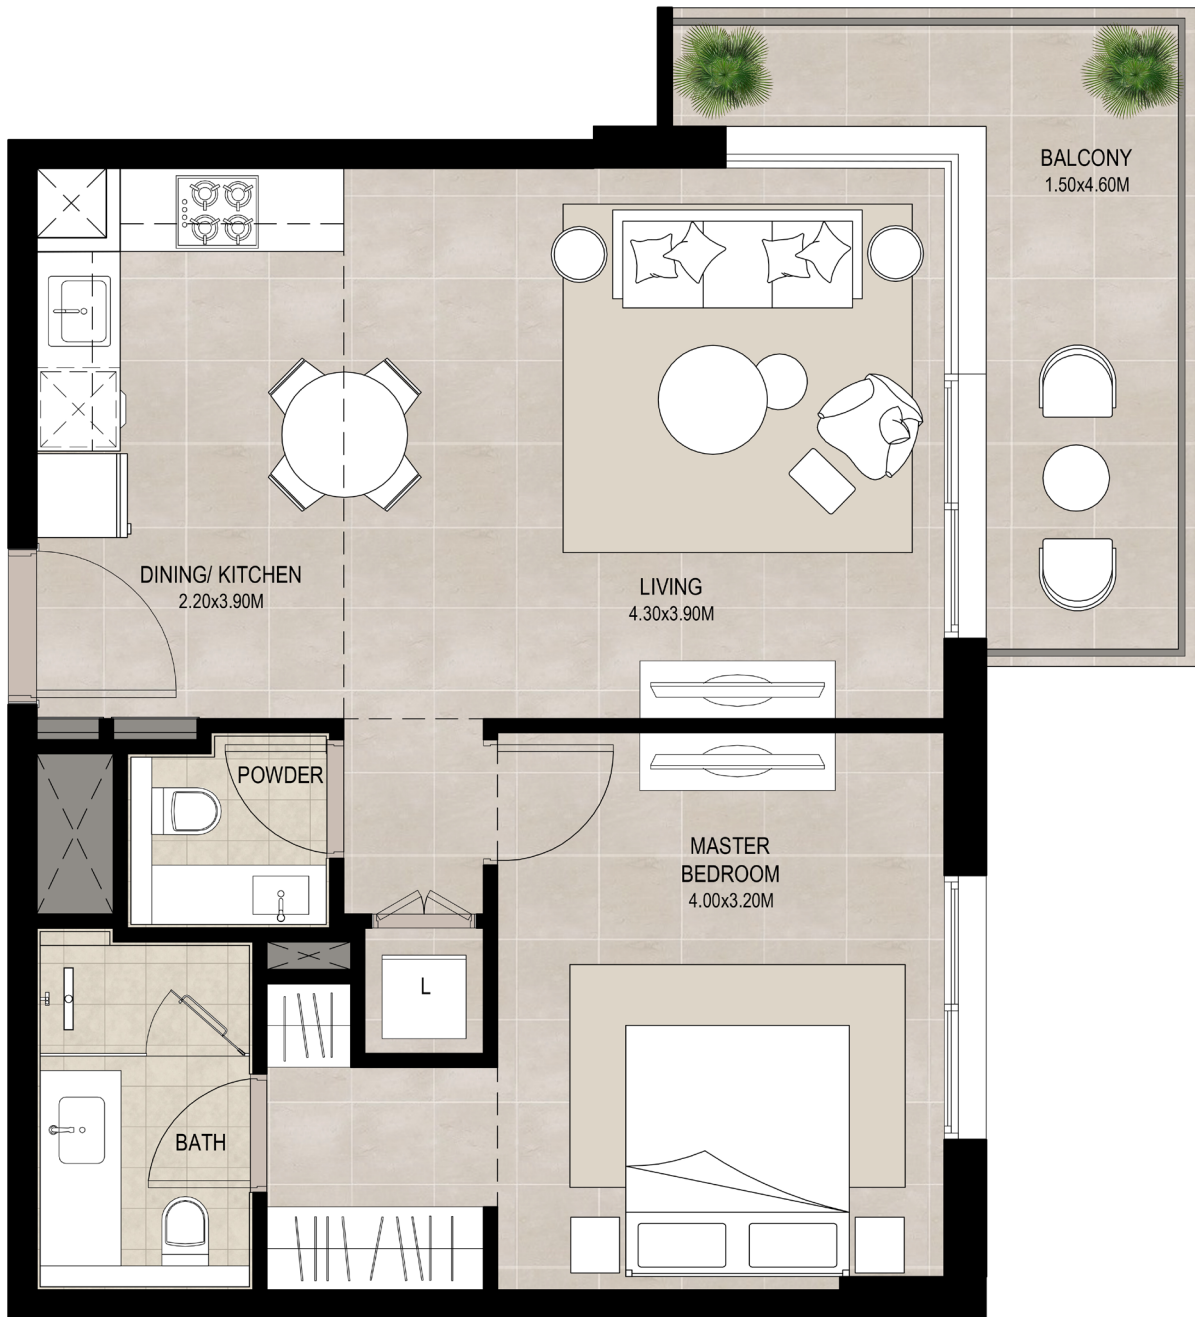 BALCONY
1.50x4.60M
DINING/ KITCHEN
2.20x3.90M
LIVING
4.30x3.90M
POWDER
MASTER
BEDROOM
4.00x3.20M
L
BATH